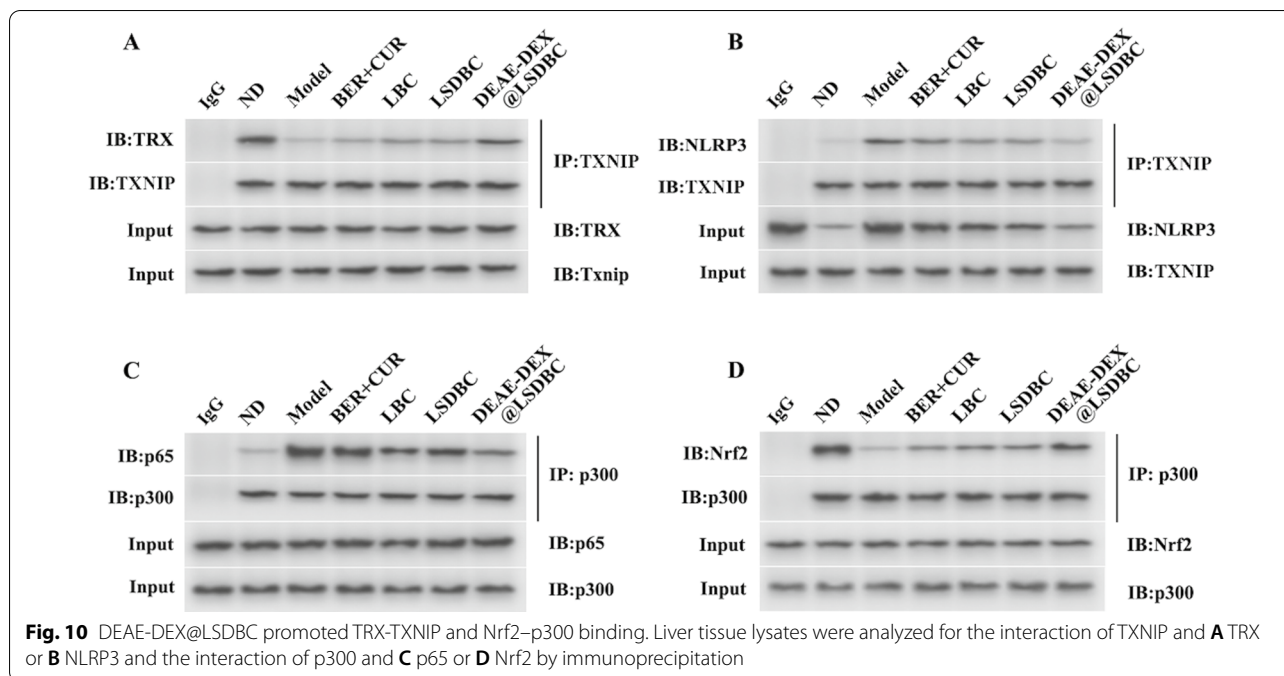 A
IgG
ND
Model
BER+CUR
LBC
LSDBC
DEAE-DEX
@LSDBC
IB:TRX
IB:TXNIP
IP:TXNIP
Input
IB:TRX
Input
IB:Txnip
B
IgG
ND
Model
BER+CUR
LBC
LSDBC
DEAE-DEX
@LSDBC
IB:NLRP3
IB:TXNIP
IP:TXNIP
Input
IB:NLRP3
Input
IB:TXNIP
C
IgG
ND
Model
BER+CUR
LBC
LSDBC
DEAE-DEX
@LSDBC
IB:p65
IB:p300
IP: p300
Input
IB:p65
Input
IB:p300
D
IgG
ND
Model
BER+CUR
LBC
LSDBC
DEAE-DEX
@LSDBC
IB:Nrf2
IB:p300
IP: p300
Input
IB:Nrf2
Input
IB:p300
Fig. 10 DEAE-DEX@LSDBC promoted TRX-TXNIP and Nrf2–p300 binding. Liver tissue lysates were analyzed for the interaction of TXNIP and A TRX
or B NLRP3 and the interaction of p300 and C p65 or D Nrf2 by immunoprecipitation